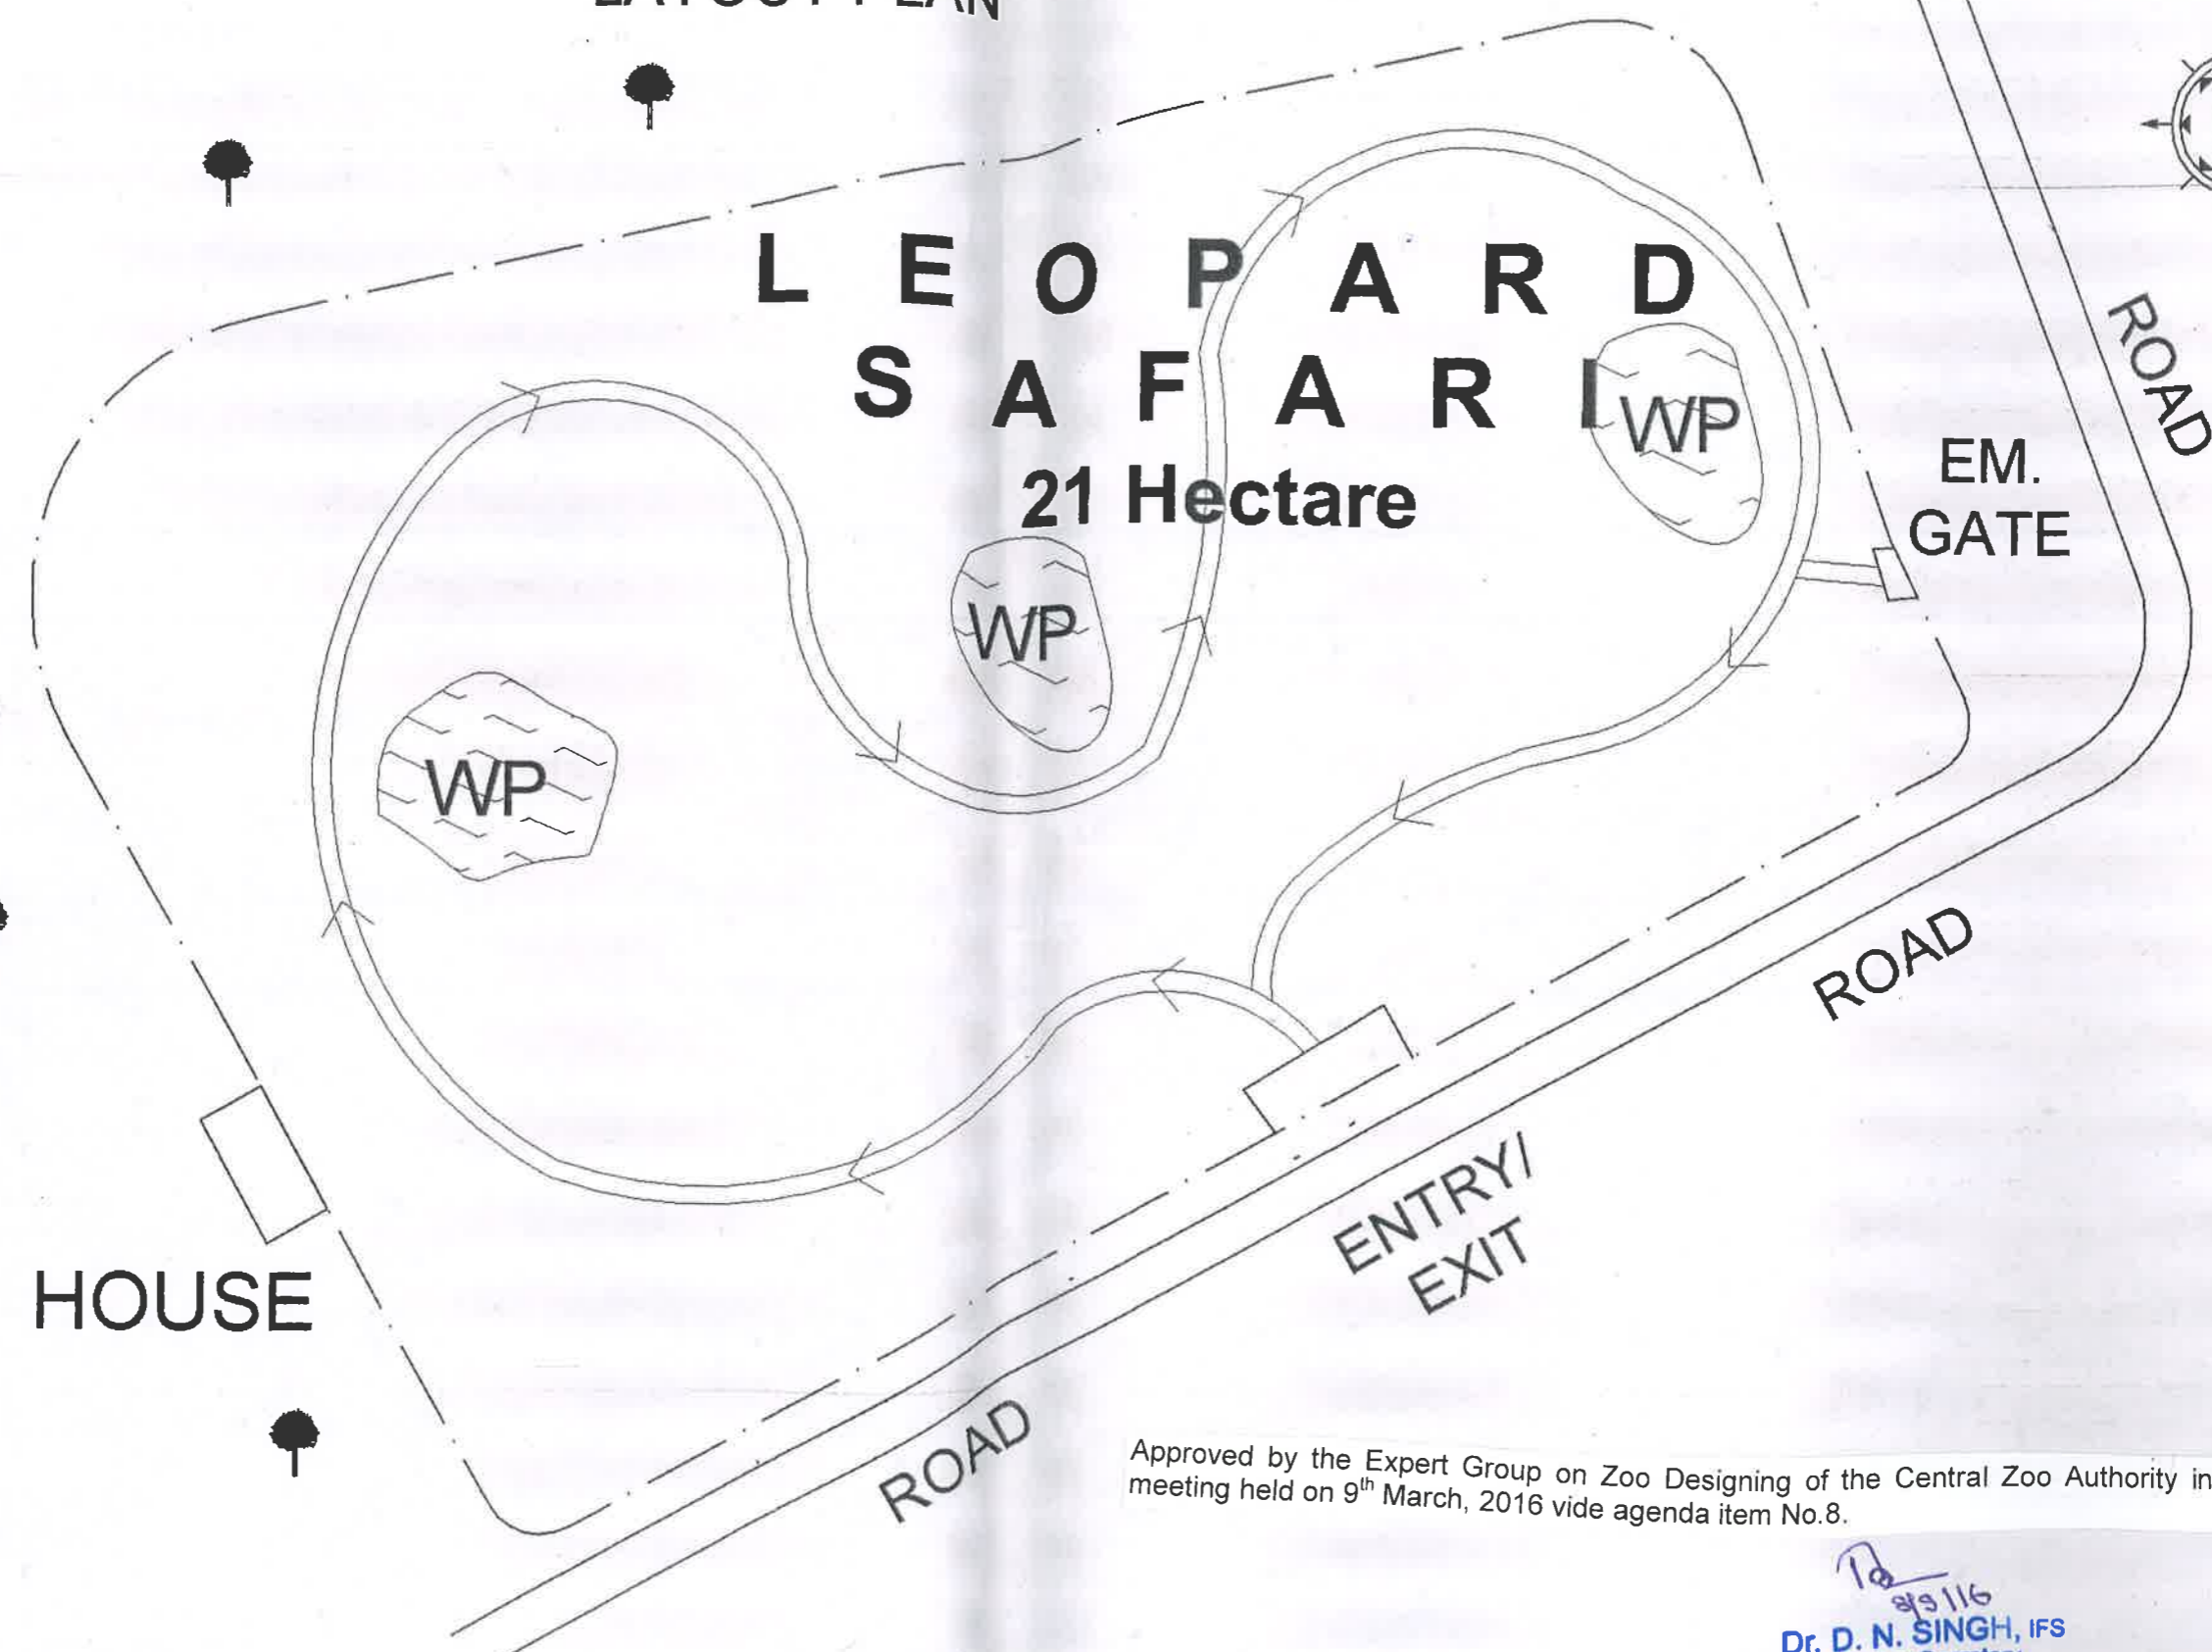 LAYOUT PLAN
LEOPARD
SAFARI
21 Hectare
WP
WP
WP
EM.
GATE
ROAD
ROAD
ENTRY/
EXIT
HOUSE
ROAD
Approved by the Expert Group on Zoo Designing of the Central Zoo Authority in
meeting held on 9th March, 2016 vide agenda item No.8.
Dr. D. N. SINGH, IFS